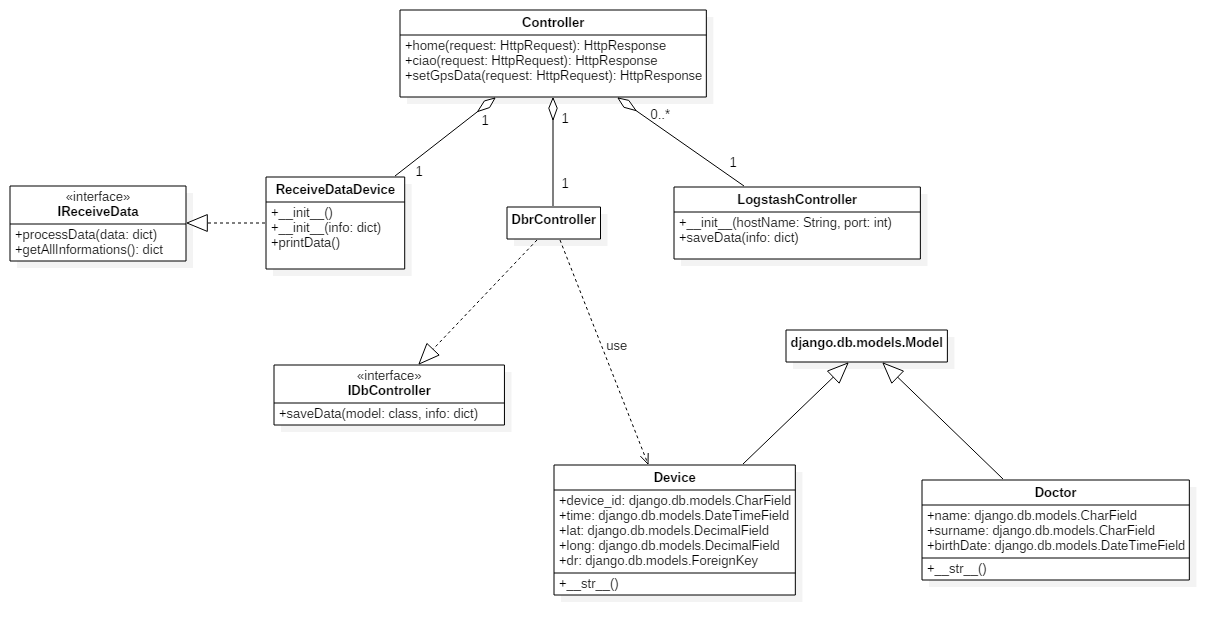 Controller
+home(request: HttpRequest): HttpResponse
+ciao(request: HttpRequest): HttpResponse
+setGpsData(request: HttpRequest): HttpResponse
1
1
0..*
1
1
1
«interface»
IReceiveData
+processData(data: dict)
+getAllInformations(): dict
ReceiveDataDevice
+__init__()
+__init__(info: dict)
+printData()
DbrController
LogstashController
+__init__(hostName: String, port: int)
+saveData(info: dict)
use
django.db.models.Model
«interface»
IDbController
+saveData(model: class, info: dict)
Device
+device_id: django.db.models.CharField
+time: django.db.models.DateTimeField
+lat: django.db.models.DecimalField
+long: django.db.models.DecimalField
+dr: django.db.models.ForeignKey
+__str__()
Doctor
+name: django.db.models.CharField
+surname: django.db.models.CharField
+birthDate: django.db.models.DateTimeField
+__str__()